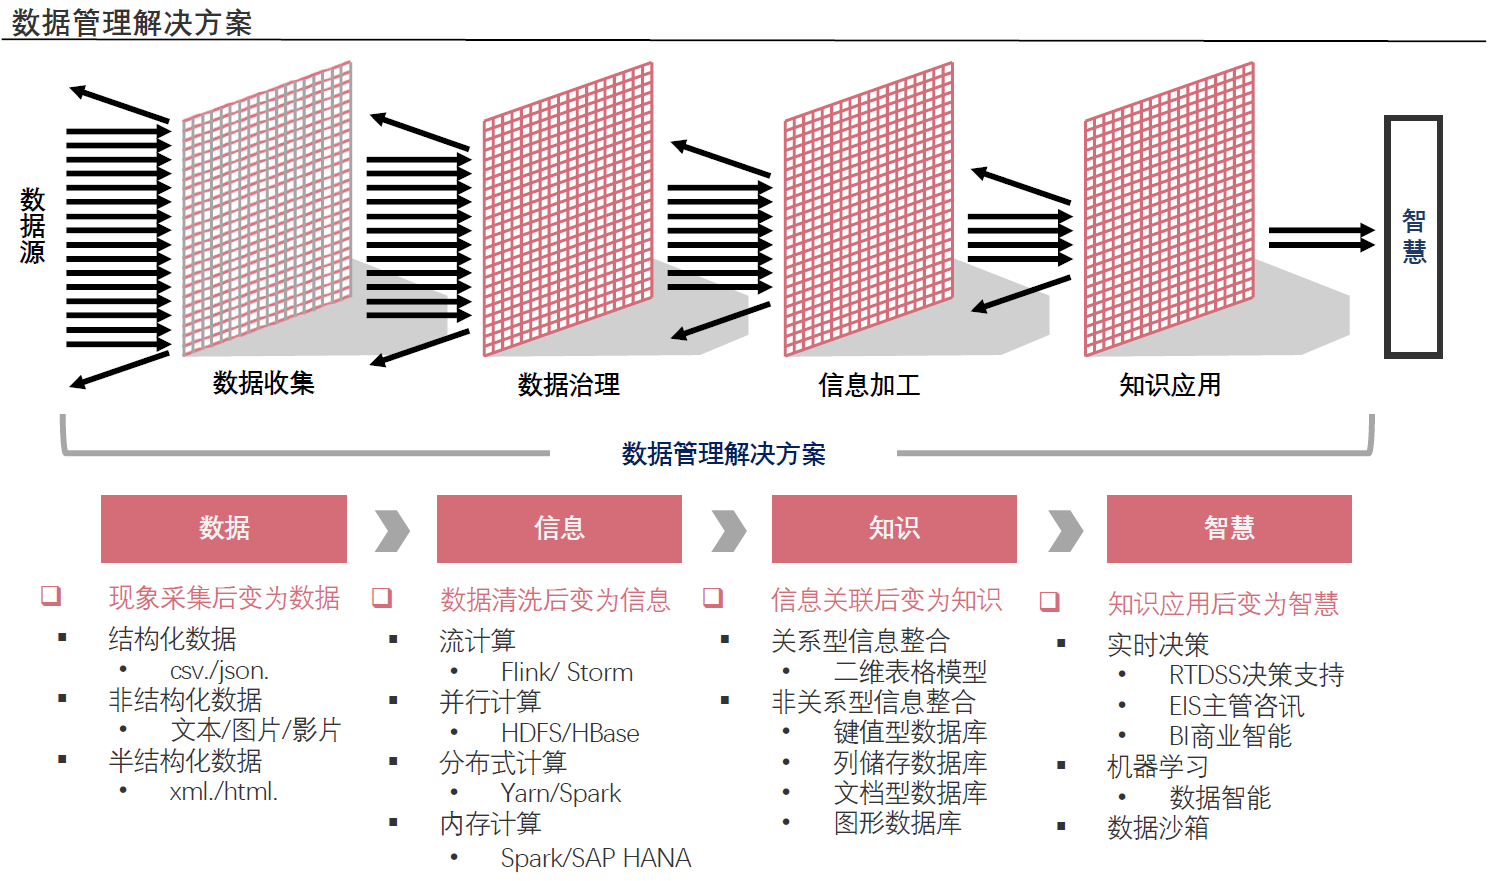 数据管理解决方案
数据源
智慧
数据收集
数据治理
信息加工
知识应用
数据管理解决方案
数据
信息
知识
智慧
现象采集后变为数据
结构化数据
csv./json.
非结构化数据
文本/图片/影片
半结构化数据
xml./html.
数据清洗后变为信息
流计算
Flink/ Storm
并行计算
HDFS/HBase
分布式计算
Yarn/Spark
内存计算
Spark/SAP HANA
信息关联后变为知识
关系型信息整合
二维表格模型
非关系型信息整合
键值型数据库
列储存数据库
文档型数据库
图形数据库
知识应用后变为智慧
实时决策
RTDSS决策支持
EIS主管咨讯
BI商业智能
机器学习
数据智能
数据沙箱